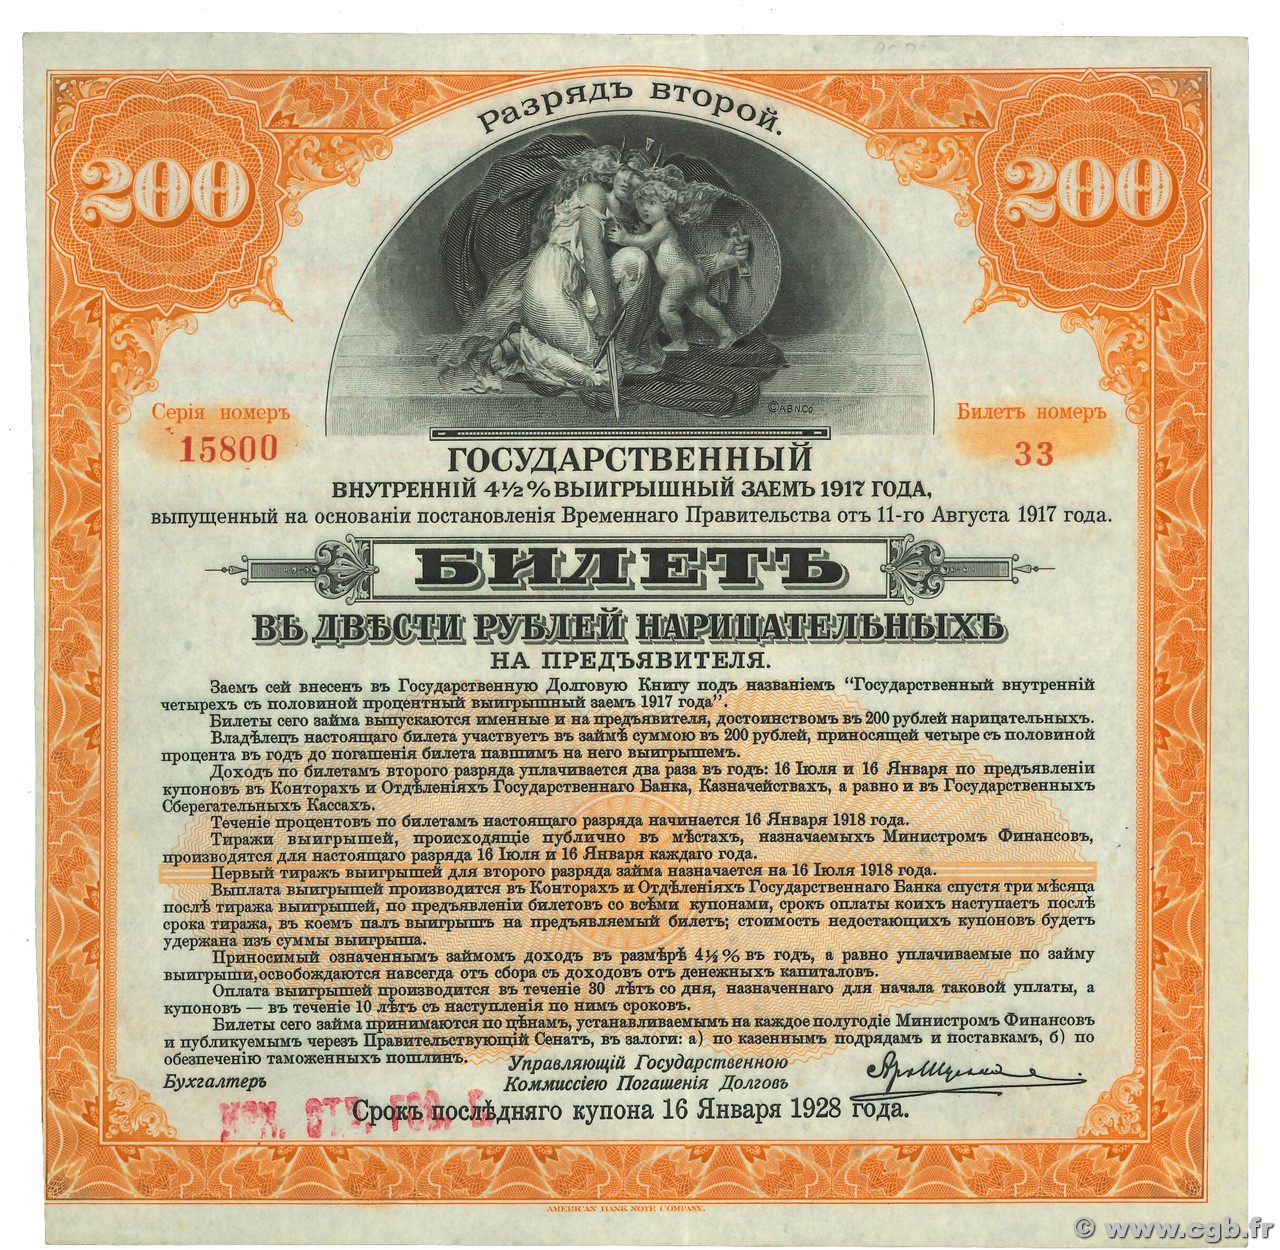 Разрядъ второй.
200 200
© A B N Co
Серія номеръ Билетъ номеръ
15800 33
ГОСУДАРСТВЕННЫЙ
ВНУТРЕННІЙ 4½% ВЫИГРЫШНЫЙ ЗАЕМЪ 1917 ГОДА,
выпущенный на основаніи постановленія Временнаго Правительства отъ 11-го Августа 1917 года.
БИЛЕТЪ
ВЪ ДВѢСТИ РУБЛЕЙ НАРИЦАТЕЛЬНЫХЪ
НА ПРЕДЪЯВИТЕЛЯ.
Заемъ сей внесенъ въ Государственную Долговую Книгу подъ названіемъ “Государственный внутренній
четырехъ съ половиной процентный выигрышный заемъ 1917 года”.
Билеты сего займа выпускаются именные и на предъявителя, достоинствомъ въ 200 рублей нарицательныхъ.
Владѣлецъ настоящаго билета участвуетъ въ займѣ суммою въ 200 рублей, приносящей четыре съ половиной
процента въ годъ до погашенія билета павшимъ на него выигрышемъ.
Доходъ по билетамъ второго разряда уплачивается два раза въ годъ: 16 Іюля и 16 Января по предъявленіи
купоновъ въ Конторахъ и Отдѣленіяхъ Государственнаго Банка, Казначействахъ, а равно и въ Государственныхъ
Сберегательныхъ Кассахъ.
Теченіе процентовъ по билетамъ настоящаго разряда начинается 16 Января 1918 года.
Тиражи выигрышей, происходящіе публично въ мѣстахъ, назначаемыхъ Министромъ Финансовъ,
производятся для настоящаго разряда 16 Іюля и 16 Января каждаго года.
Первый тиражъ выигрышей для второго разряда займа назначается на 16 Іюля 1918 года.
Выплата выигрышей производится въ Конторахъ и Отдѣленіяхъ Государственнаго Банка спустя три мѣсяца
послѣ тиража выигрышей, по предъявленіи билетовъ со всѣми купонами, срокъ оплаты коихъ наступаетъ послѣ
срока тиража, въ коемъ палъ выигрышъ на предъявляемый билетъ; стоимость недостающихъ купоновъ будетъ
удержана изъ суммы выигрыша.
Приносимый означеннымъ займомъ доходъ въ размѣрѣ 4½% въ годъ, а равно уплачиваемые по займу
выигрыши, освобождаются навсегда отъ сбора съ доходовъ отъ денежныхъ капиталовъ.
Оплата выигрышей производится въ теченіе 30 лѣтъ со дня, назначеннаго для начала таковой уплаты, а
купоновъ — въ теченіе 10 лѣтъ съ наступленія по нимъ сроковъ.
Билеты сего займа принимаются по цѣнамъ, устанавливаемымъ на каждое полугодіе Министромъ Финансовъ
и публикуемымъ черезъ Правительствующій Сенатъ, въ залоги: а) по казеннымъ подрядамъ и поставкамъ, б) по
обезпеченію таможенныхъ пошлинъ.
Бухгалтеръ
Управляющій Государственною
Коммиссіею Погашенія Долговъ
Срокъ послѣдняго купона 16 Января 1928 года.
AMERICAN BANK NOTE COMPANY.
© www.cgb.fr